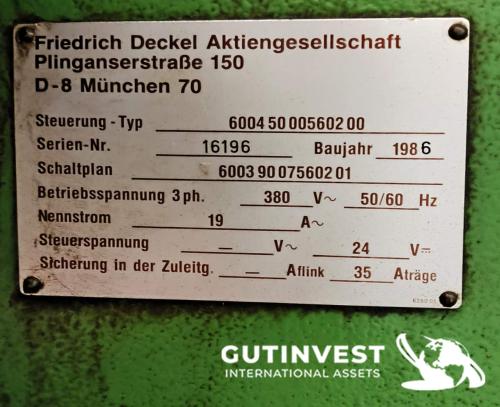 Friedrich Deckel Aktiengesellschaft
Plinganserstraße 150
D-8 München 70
Steuerung - Typ 6004 50 005602 00
Serien-Nr. 16196 Baujahr 1986
Schaltplan 6003 90 075602 01
Betriebsspannung 3 ph. 380 V~ 50/60 Hz
Nennstrom 19 A~
Steuerspannung — V~ 24 V⎓
Sicherung in der Zuleitg. — Aflink 35 Aträge
GUTINVEST
INTERNATIONAL ASSETS